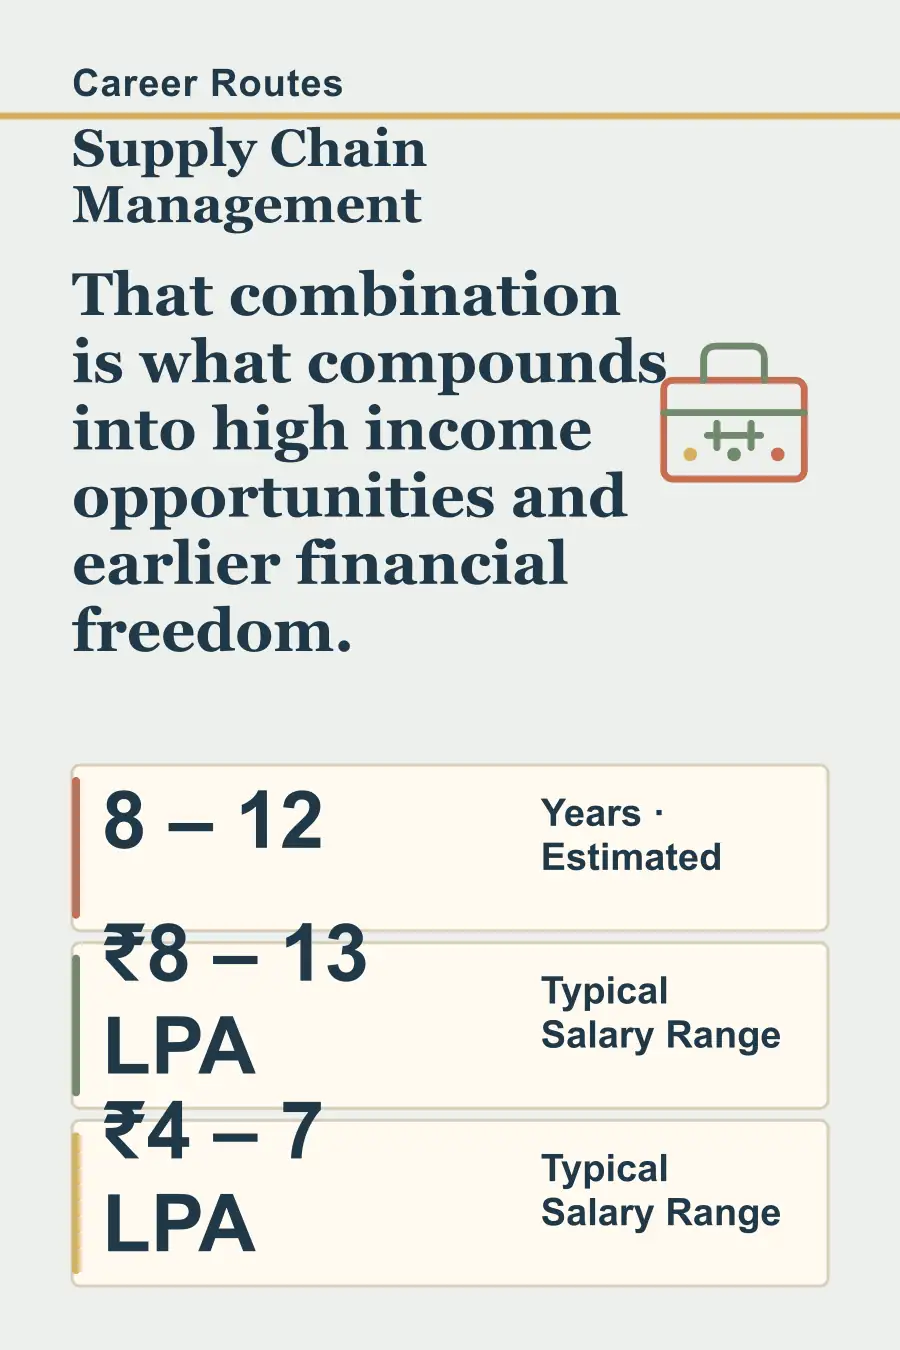 Career Routes
Supply Chain
Management
That combination
is what compounds
into high income
opportunities and
earlier financial
freedom.
8 – 12
Years ·
Estimated
₹8 – 13
LPA
Typical
Salary Range
₹4 – 7
LPA
Typical
Salary Range